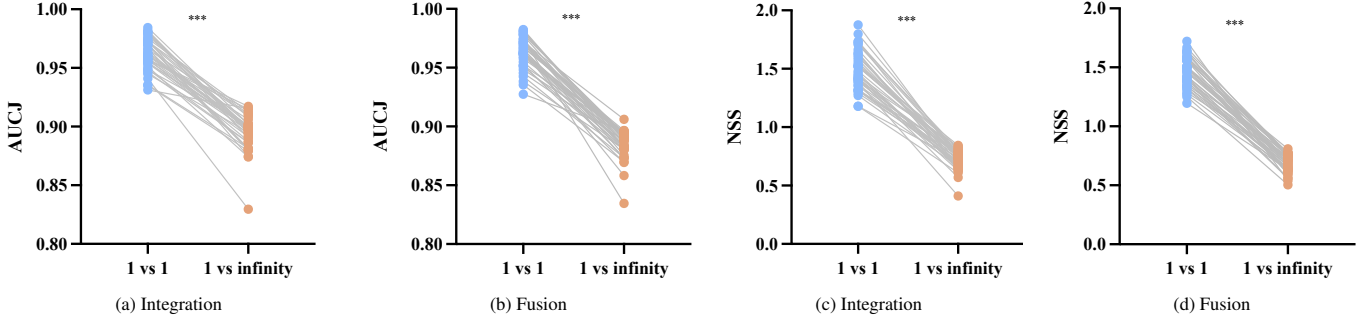 1.00
0.95
0.90
0.85
0.80
AUCJ
***
1 vs 1
1 vs infinity
(a) Integration
1.00
0.95
0.90
0.85
0.80
AUCJ
***
1 vs 1
1 vs infinity
(b) Fusion
2.0
1.5
1.0
0.5
0.0
NSS
***
1 vs 1
1 vs infinity
(c) Integration
2.0
1.5
1.0
0.5
0.0
NSS
***
1 vs 1
1 vs infinity
(d) Fusion